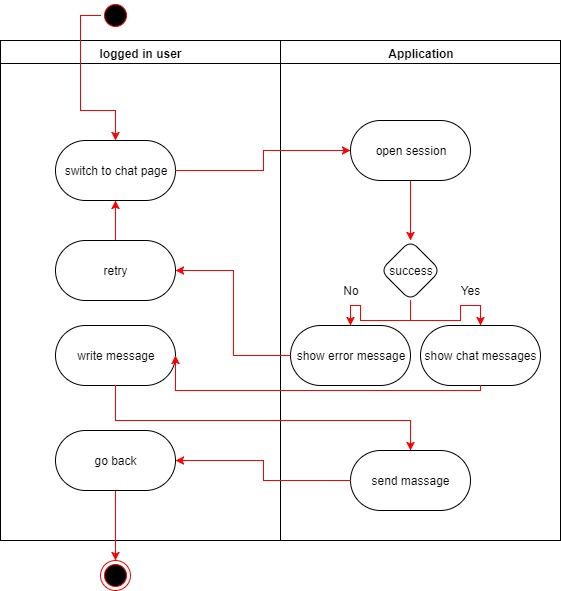 logged in user
Application
switch to chat page
open session
retry
success
No
Yes
write message
show error message
show chat messages
go back
send massage